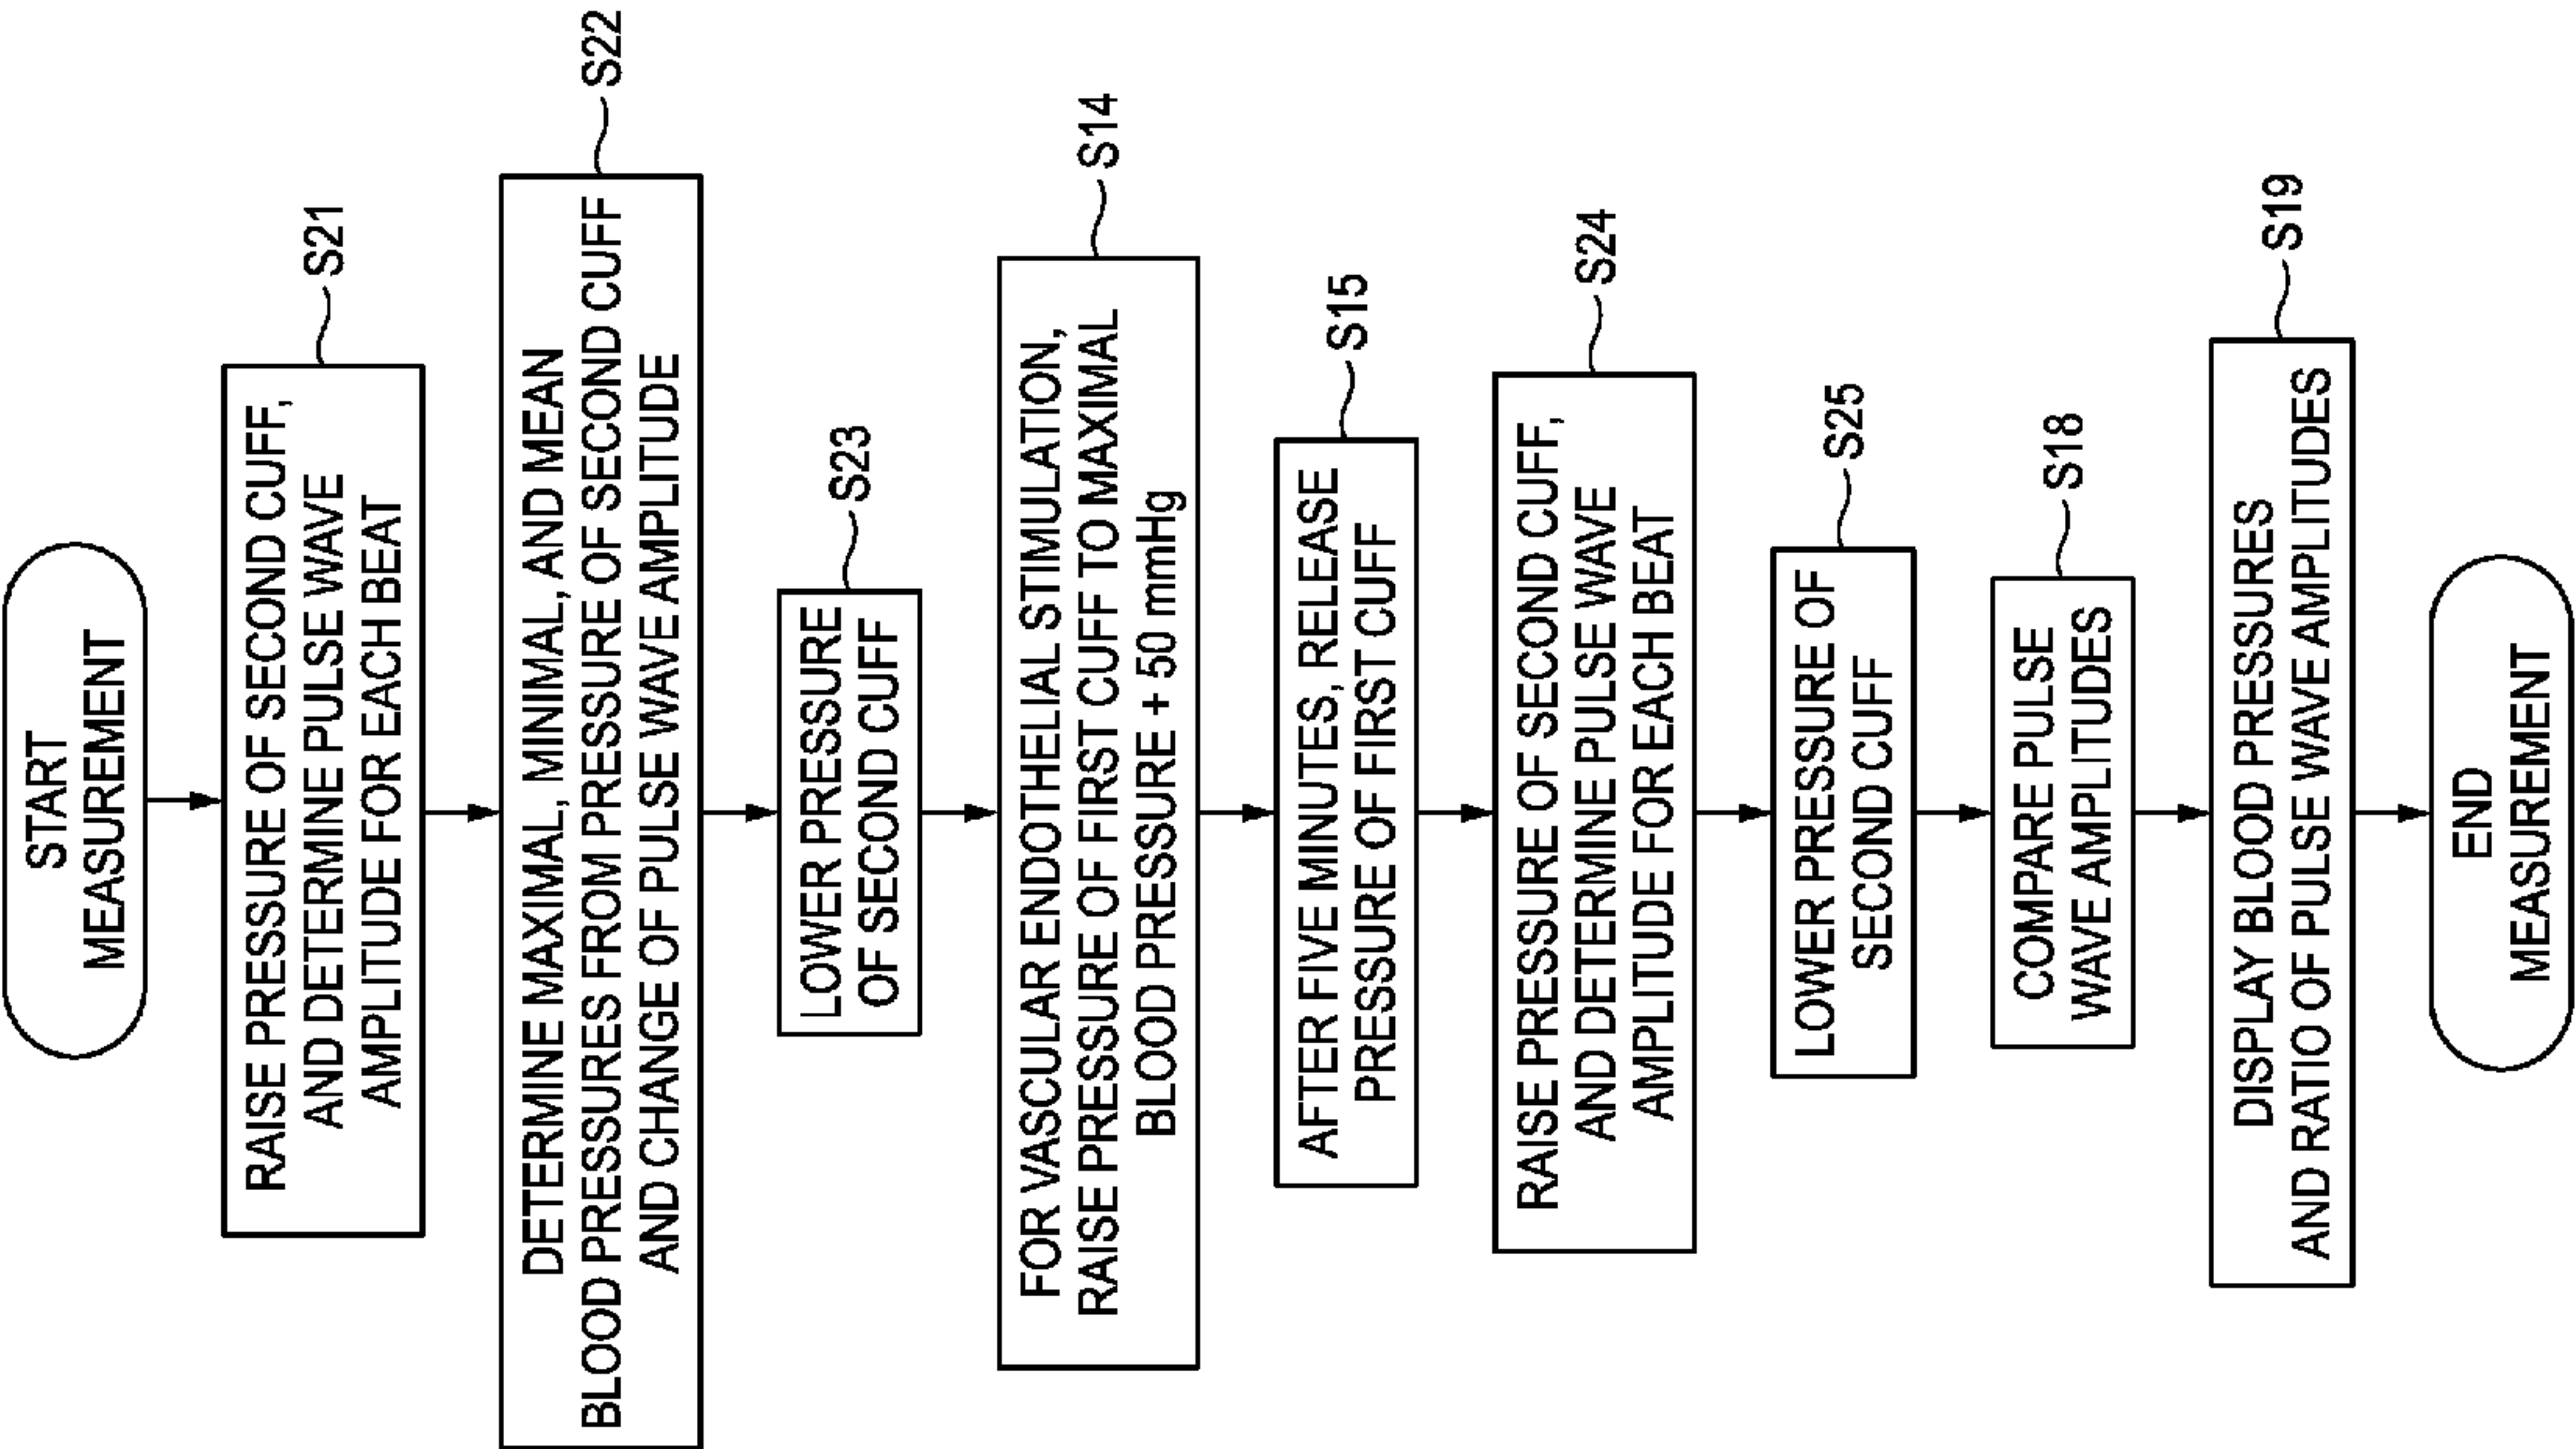 START
MEASUREMENT
RAISE PRESSURE OF SECOND CUFF,
AND DETERMINE PULSE WAVE
AMPLITUDE FOR EACH BEAT
S21
DETERMINE MAXIMAL, MINIMAL, AND MEAN
BLOOD PRESSURES FROM PRESSURE OF SECOND CUFF
AND CHANGE OF PULSE WAVE AMPLITUDE
S22
LOWER PRESSURE
OF SECOND CUFF
S23
FOR VASCULAR ENDOTHELIAL STIMULATION,
RAISE PRESSURE OF FIRST CUFF TO MAXIMAL
BLOOD PRESSURE + 50 mmHg
S14
AFTER FIVE MINUTES, RELEASE
PRESSURE OF FIRST CUFF
S15
RAISE PRESSURE OF SECOND CUFF,
AND DETERMINE PULSE WAVE
AMPLITUDE FOR EACH BEAT
S24
LOWER PRESSURE OF
SECOND CUFF
S25
COMPARE PULSE
WAVE AMPLITUDES
S18
DISPLAY BLOOD PRESSURES
AND RATIO OF PULSE WAVE AMPLITUDES
S19
END
MEASUREMENT